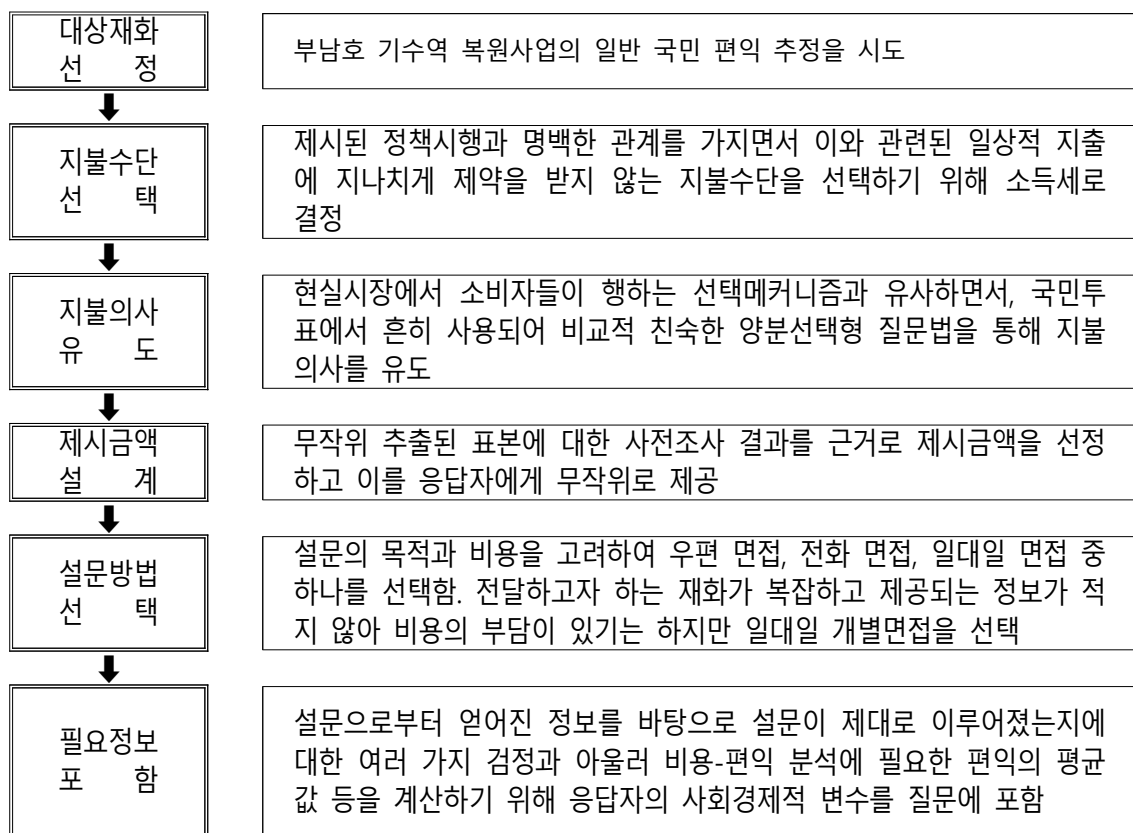 대상재화
선 정
부남호 기수역 복원사업의 일반 국민 편익 추정을 시도
지불수단
선 택
제시된 정책시행과 명백한 관계를 가지면서 이와 관련된 일상적 지출
에 지나치게 제약을 받지 않는 지불수단을 선택하기 위해 소득세로
결정
지불의사
유 도
현실시장에서 소비자들이 행하는 선택메커니즘과 유사하면서, 국민투
표에서 흔히 사용되어 비교적 친숙한 양분선택형 질문법을 통해 지불
의사를 유도
제시금액
설 계
무작위 추출된 표본에 대한 사전조사 결과를 근거로 제시금액을 선정
하고 이를 응답자에게 무작위로 제공
설문방법
선 택
설문의 목적과 비용을 고려하여 우편 면접, 전화 면접, 일대일 면접 중
하나를 선택함. 전달하고자 하는 재화가 복잡하고 제공되는 정보가 적
지 않아 비용의 부담이 있기는 하지만 일대일 개별면접을 선택
필요정보
포 함
설문으로부터 얻어진 정보를 바탕으로 설문이 제대로 이루어졌는지에
대한 여러 가지 검정과 아울러 비용-편익 분석에 필요한 편익의 평균
값 등을 계산하기 위해 응답자의 사회경제적 변수를 질문에 포함